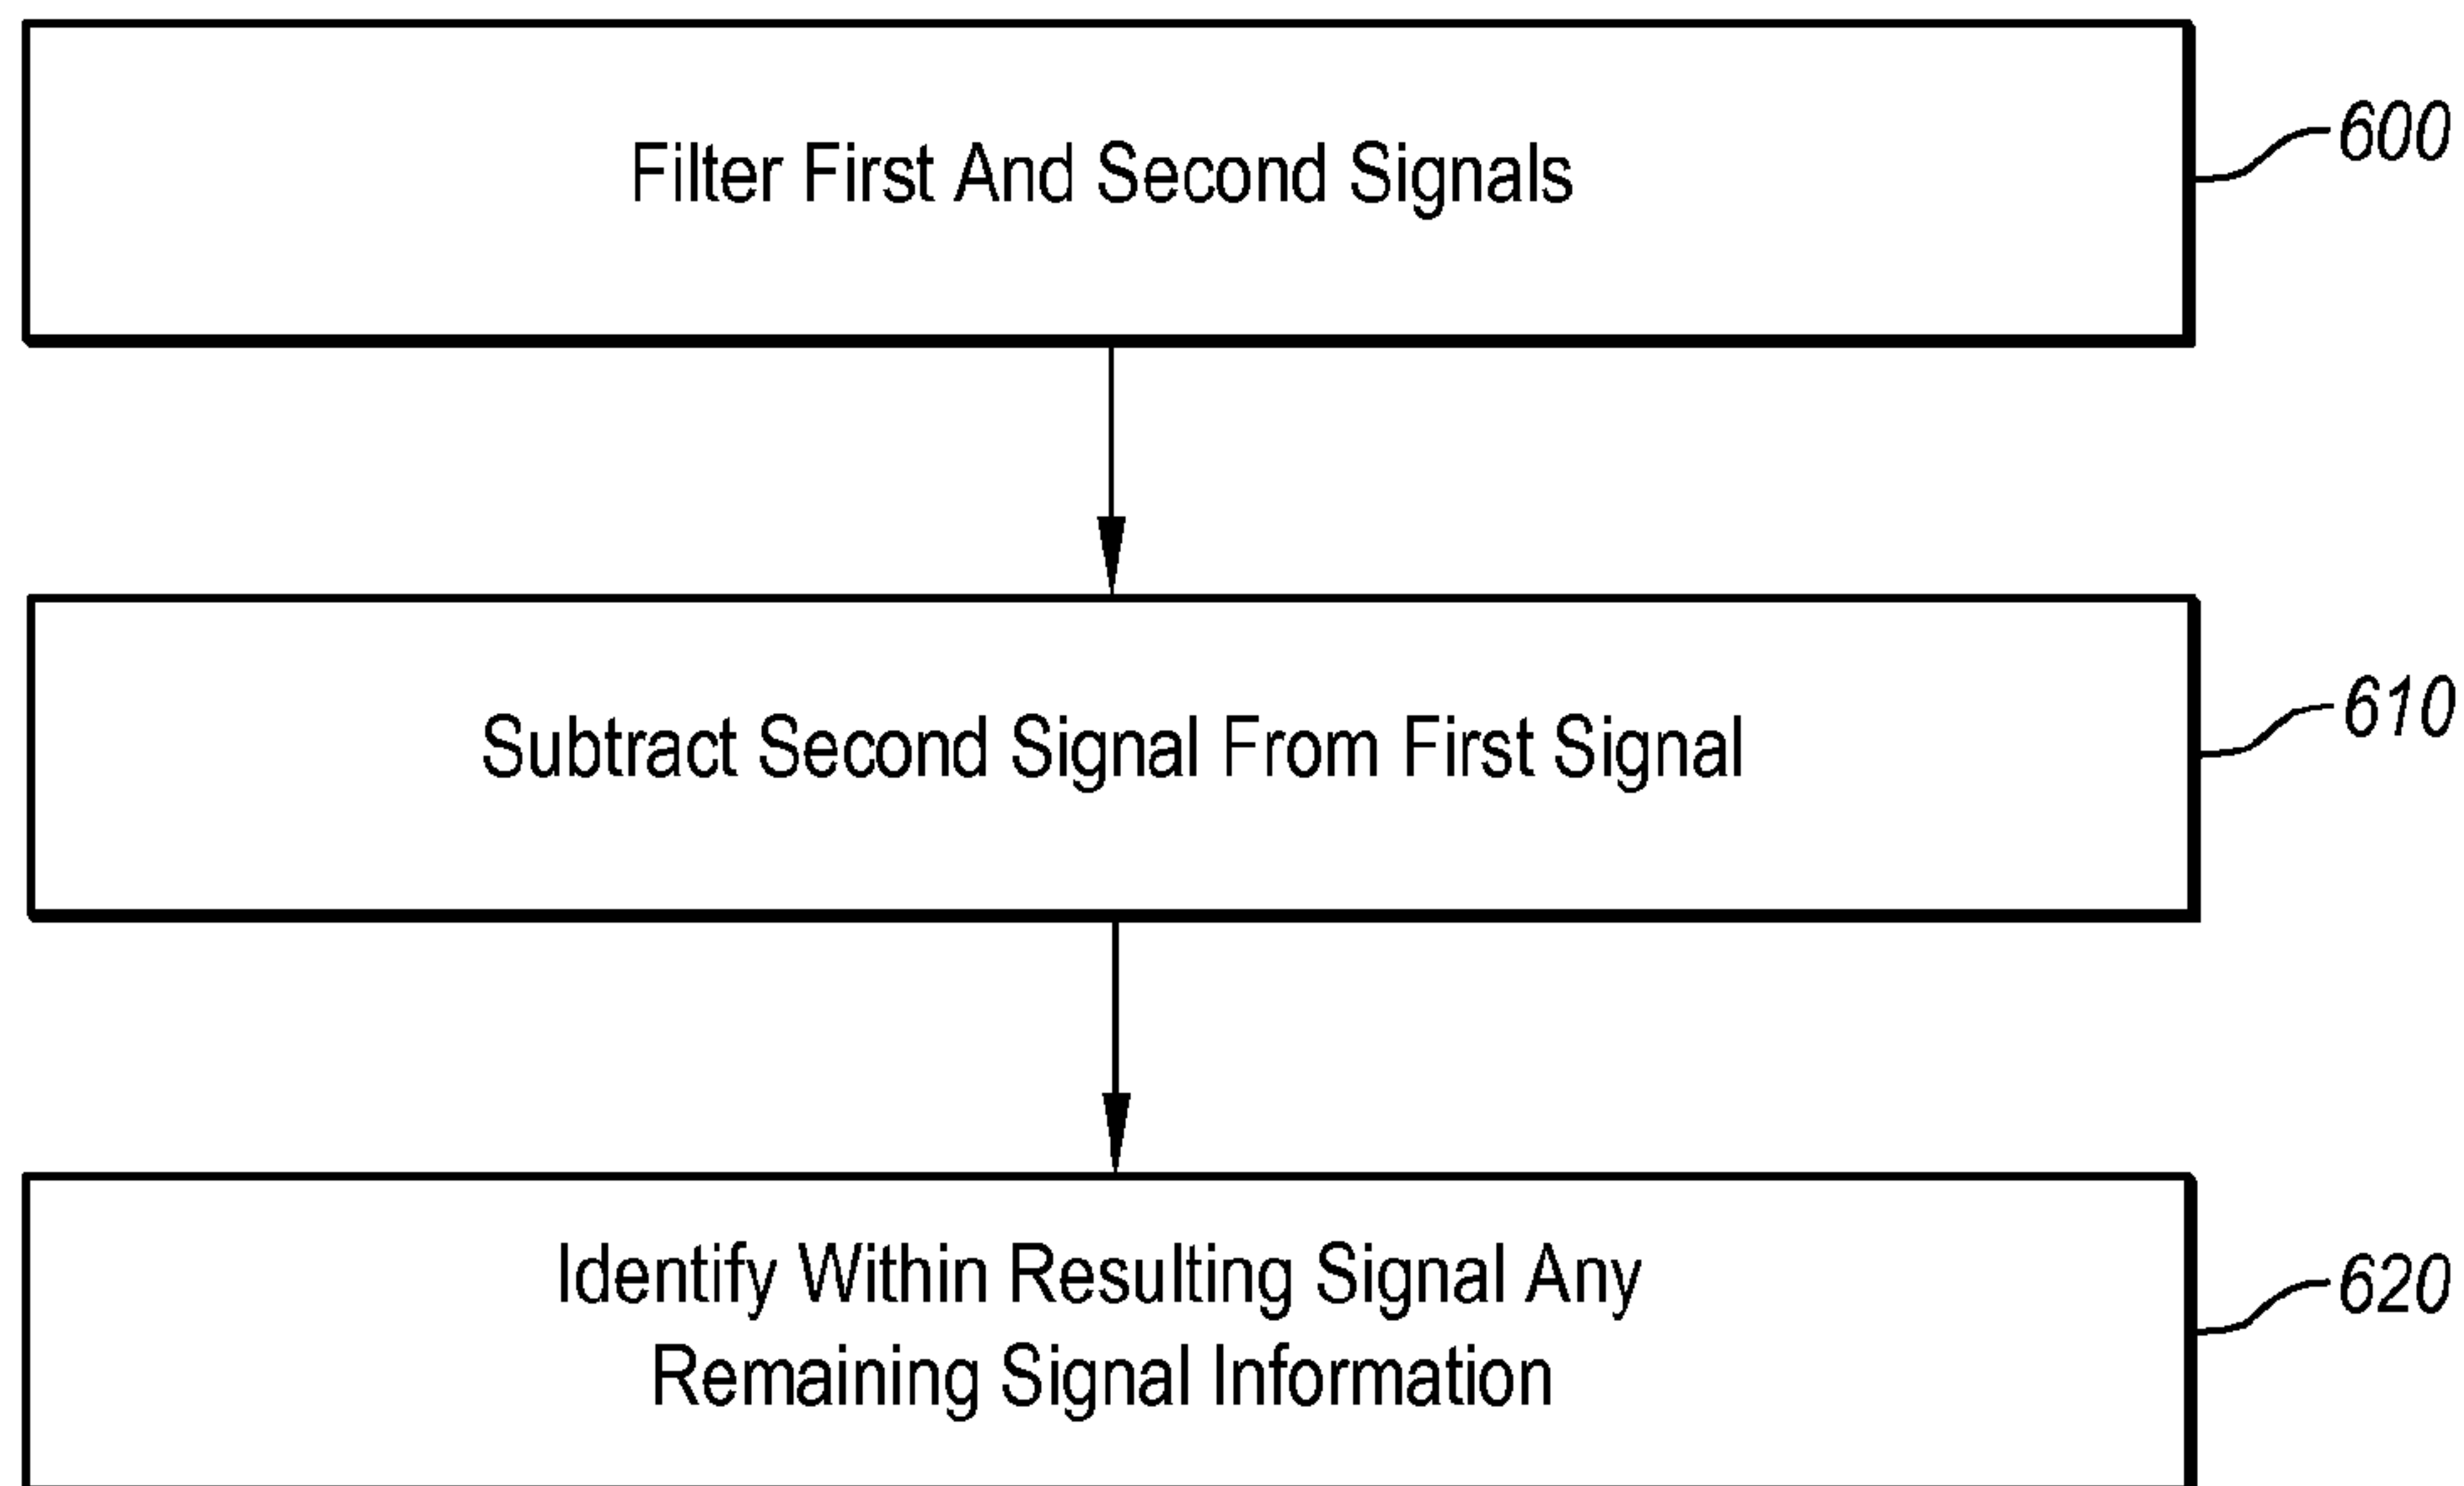 Filter First And Second Signals
600
Subtract Second Signal From First Signal
610
Identify Within Resulting Signal Any
Remaining Signal Information
620